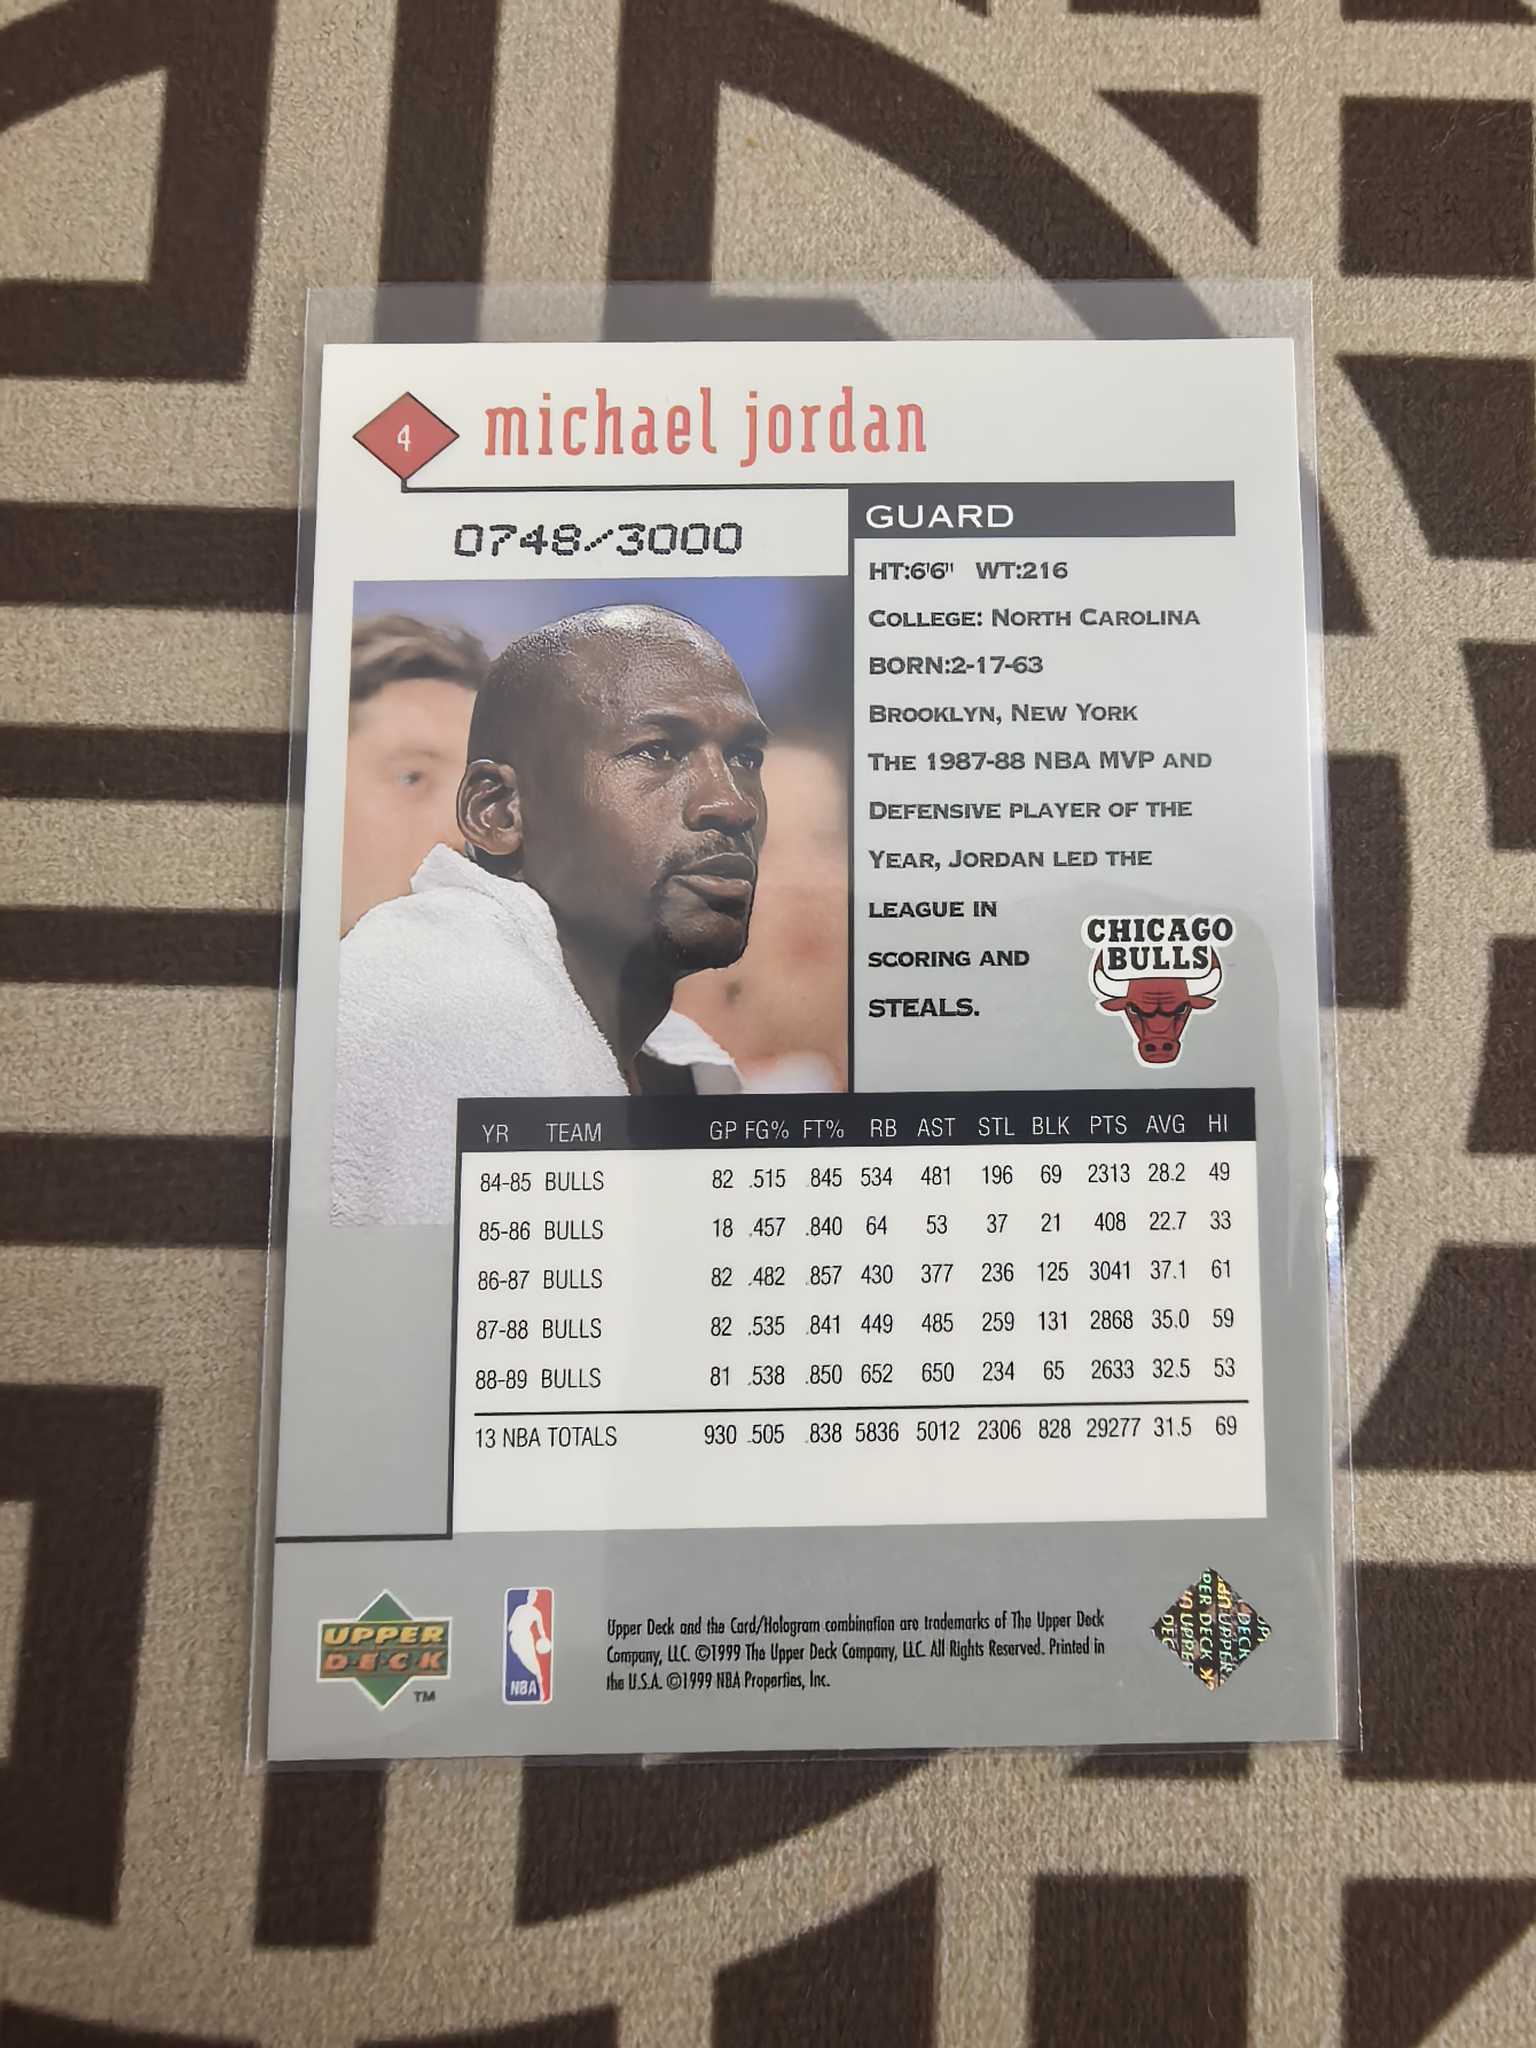 4
michael jordan
0748/3000
GUARD
HT:6'6" WT:216
COLLEGE: NORTH CAROLINA
BORN:2-17-63
BROOKLYN, NEW YORK
THE 1987-88 NBA MVP AND
DEFENSIVE PLAYER OF THE
YEAR, JORDAN LED THE
LEAGUE IN
SCORING AND
STEALS.
CHICAGO
BULLS
YR TEAM GP FG% FT% RB AST STL BLK PTS AVG HI
84-85 BULLS 82 .515 .845 534 481 196 69 2313 28.2 49
85-86 BULLS 18 .457 .840 64 53 37 21 408 22.7 33
86-87 BULLS 82 .482 .857 430 377 236 125 3041 37.1 61
87-88 BULLS 82 .535 .841 449 485 259 131 2868 35.0 59
88-89 BULLS 81 .538 .850 652 650 234 65 2633 32.5 53
13 NBA TOTALS 930 .505 .838 5836 5012 2306 828 29277 31.5 69
UPPER
DECK
TM
NBA
Upper Deck and the Card/Hologram combination are trademarks of The Upper Deck
Company, LLC. ©1999 The Upper Deck Company, LLC. All Rights Reserved. Printed in
the U.S.A. ©1999 NBA Properties, Inc.
PER DECK
UPPER
DECK
UPPER
DEC